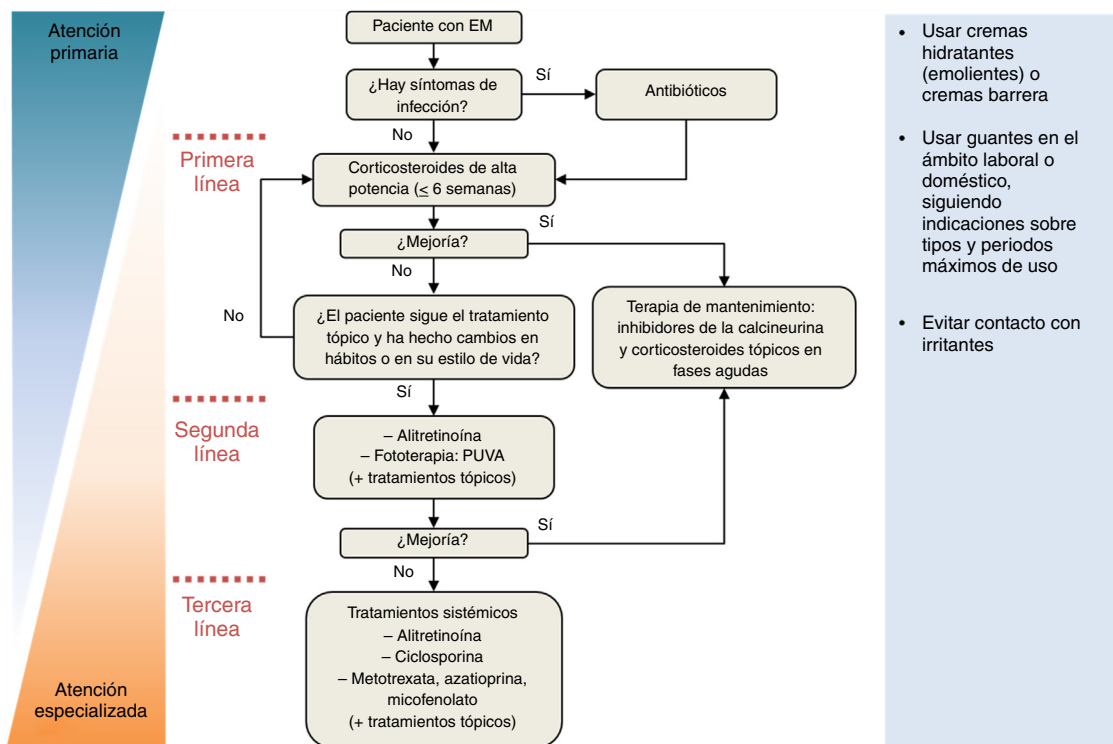 Atención
primaria
Paciente con EM
¿Hay síntomas de
infección?
Sí
Antibióticos
No
Primera
línea
Corticosteroides de alta
potencia (≤ 6 semanas)
Sí
¿Mejoría?
No
No
¿El paciente sigue el tratamiento
tópico y ha hecho cambios en
hábitos o en su estilo de vida?
Terapia de mantenimiento:
inhibidores de la calcineurina
y corticosteroides tópicos en
fases agudas
Sí
Segunda
línea
– Alitretinoína
– Fototerapia: PUVA
(+ tratamientos tópicos)
Sí
¿Mejoría?
No
Tercera
línea
Tratamientos sistémicos
– Alitretinoína
– Ciclosporina
– Metotrexata, azatioprina,
micofenolato
(+ tratamientos tópicos)
Atención
especializada
• Usar cremas
hidratantes
(emolientes) o
cremas barrera
• Usar guantes en el
ámbito laboral o
doméstico,
siguiendo
indicaciones sobre
tipos y periodos
máximos de uso
• Evitar contacto con
irritantes